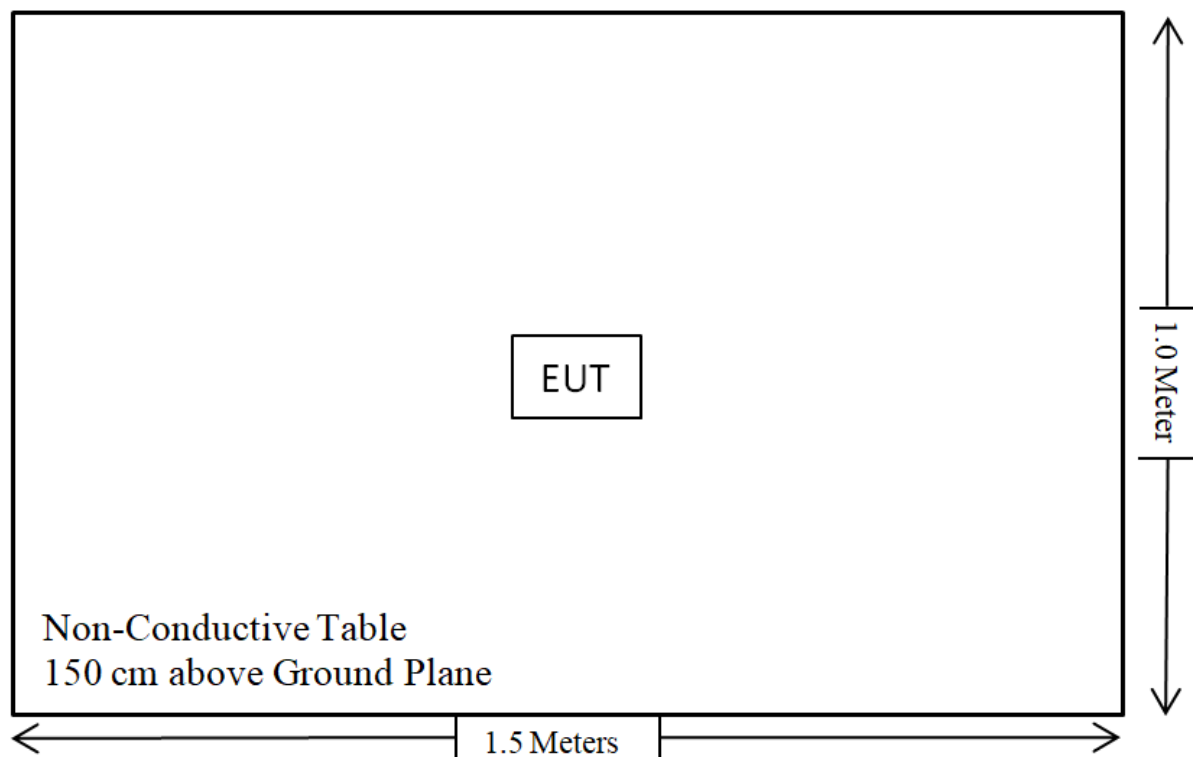 EUT
1.0 Meter
Non-Conductive Table
150 cm above Ground Plane
1.5 Meters